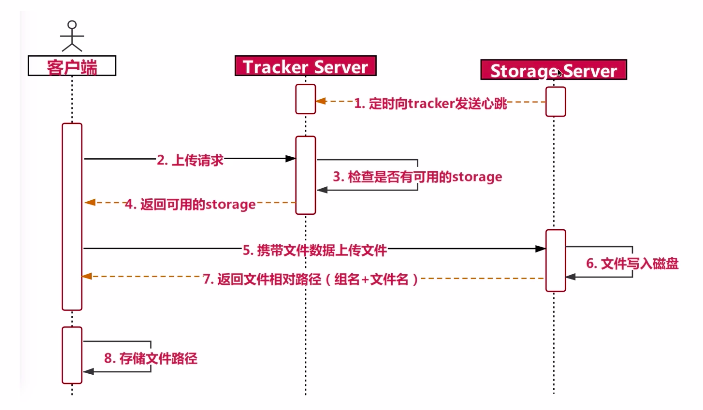 客户端
Tracker Server
Storage Server
1. 定时向tracker发送心跳
2. 上传请求
3. 检查是否有可用的storage
4. 返回可用的storage
5. 携带文件数据上传文件
6. 文件写入磁盘
7. 返回文件相对路径（组名+文件名）
8. 存储文件路径